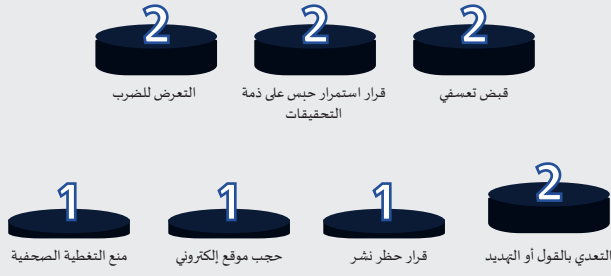 2
قبض تعسفي
2
قرار استمرار حبس على ذمة
التحقيقات
2
التعرض للضرب
2
التعدي بالقول أو التهديد
1
قرار حظر نشر
1
حجب موقع إلكتروني
1
منع التغطية الصحفية